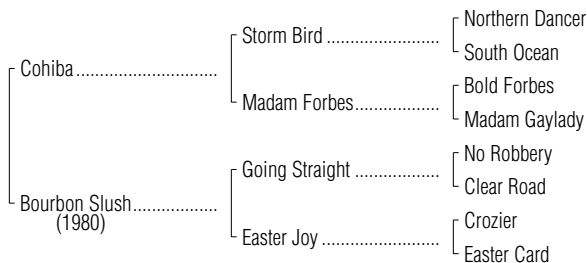 Northern Dancer
Storm Bird ..............................
South Ocean
Cohiba .....................................
Bold Forbes
Madam Forbes ......................
Madam Gaylady
No Robbery
Going Straight ........................
Clear Road
Bourbon Slush ......................
(1980)
Crozier
Easter Joy ...............................
Easter Card